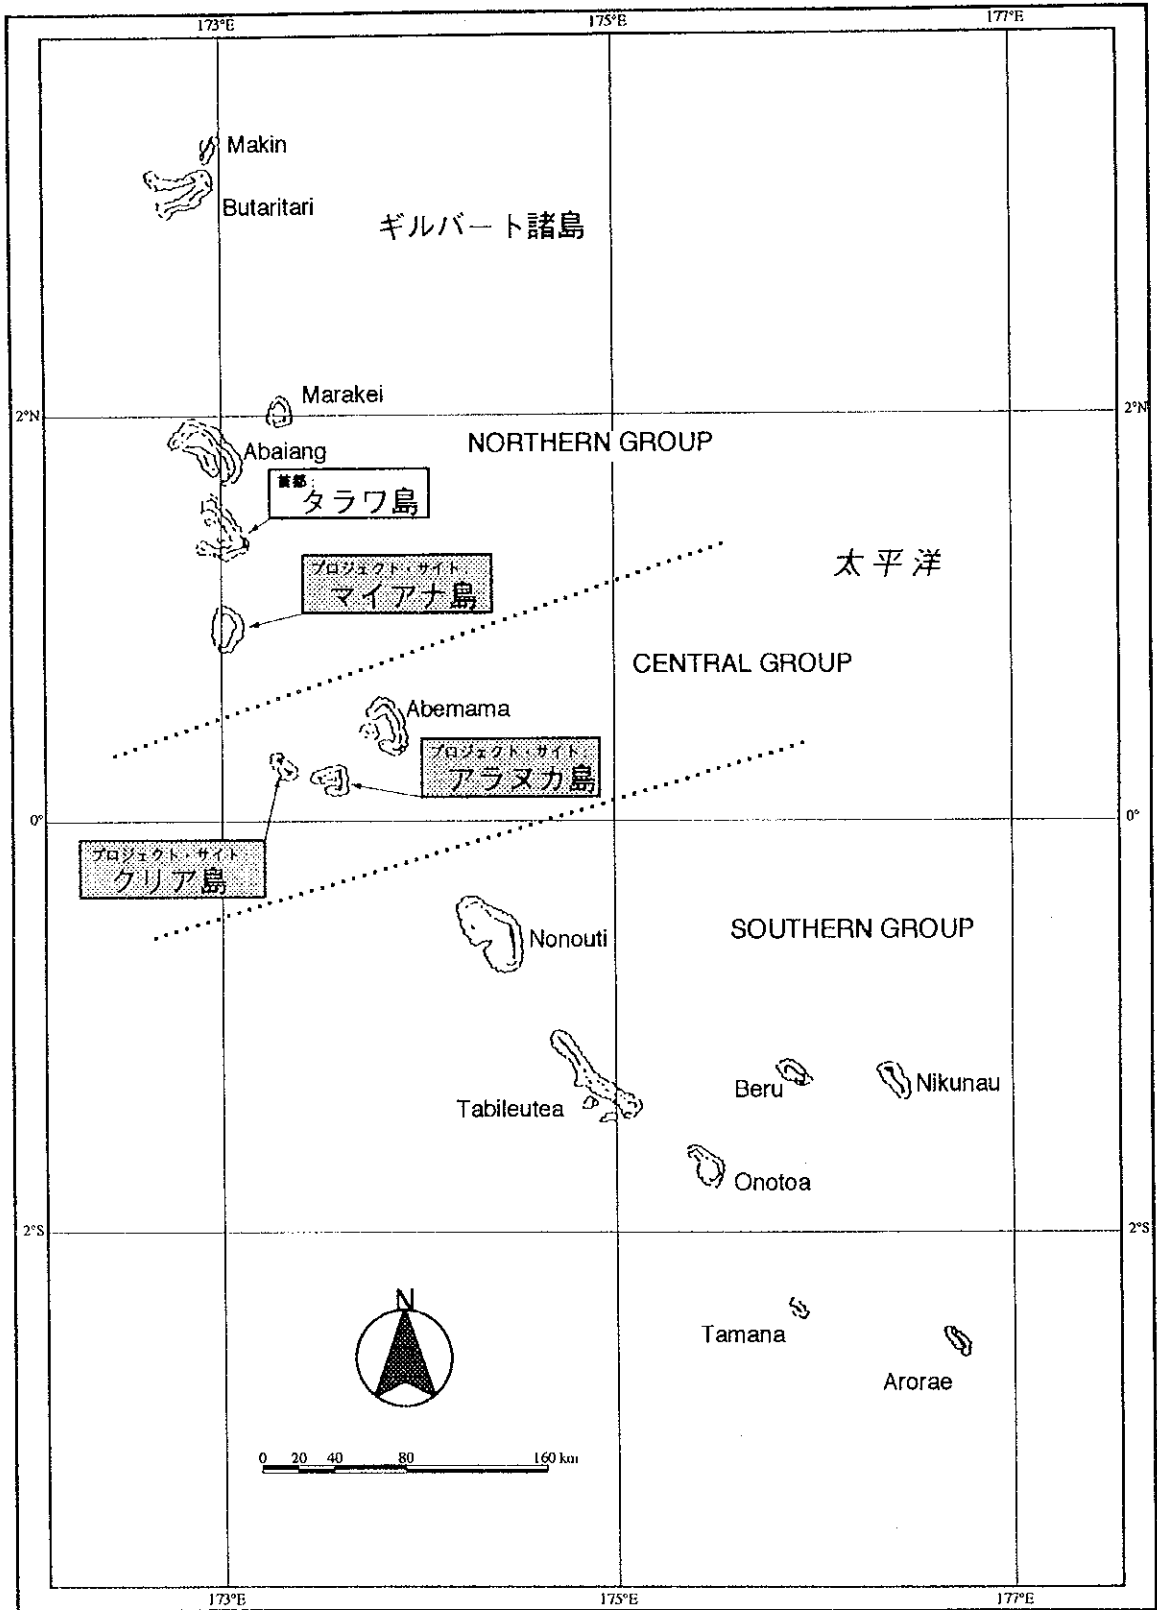 173°E
175°E
177°E
Makin
Butaritari
ギルバート諸島
Marakei
2°N
2°N
NORTHERN GROUP
Abaiang
首都：
タラワ島
プロジェクト・サイト：
マイアナ島
太平洋
CENTRAL GROUP
Abemama
プロジェクト・サイト：
アラヌカ島
0°
0°
プロジェクト・サイト：
クリア島
SOUTHERN GROUP
Nonouti
Beru
Nikunau
Tabileutea
Onotoa
2°S
2°S
N
Tamana
Arorae
0 20 40 80 160 km
173°E
175°E
177°E